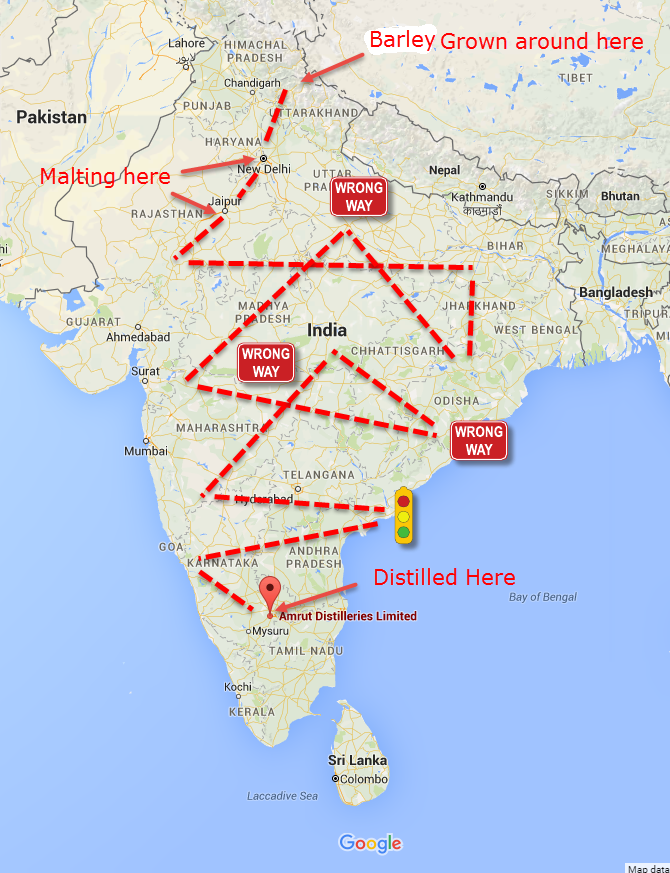 Barley Grown around here
Lahore
HIMACHAL
PRADESH
Chandigarh
TIBET
PUNJAB
UTTARAKHAND
Pakistan
HARYANA
New Delhi
Malting here
UTTAR
WRONG
WAY
Nepal
Kathmandu
काठमाडौं
SIKKIM
Bhutan
Jaipur
RAJASTHAN
BIHAR
MEGHALAYA
Bangladesh
GUJARAT
MADHYA
PRADESH
JHARKHAND
TRIPUR
Ahmedabad
India
WEST BENGAL
WRONG
WAY
CHHATTISGARH
Surat
ODISHA
MAHARASHTRA
WRONG
WAY
Mumbai
TELANGANA
Hyderabad
GOA
KARNATAKA
ANDHRA
PRADESH
Distilled Here
Bay of Bengal
Amrut Distilleries Limited
Mysuru
TAMIL NADU
Kochi
KERALA
Sri Lanka
Colombo
Laccadive Sea
Google
Map data